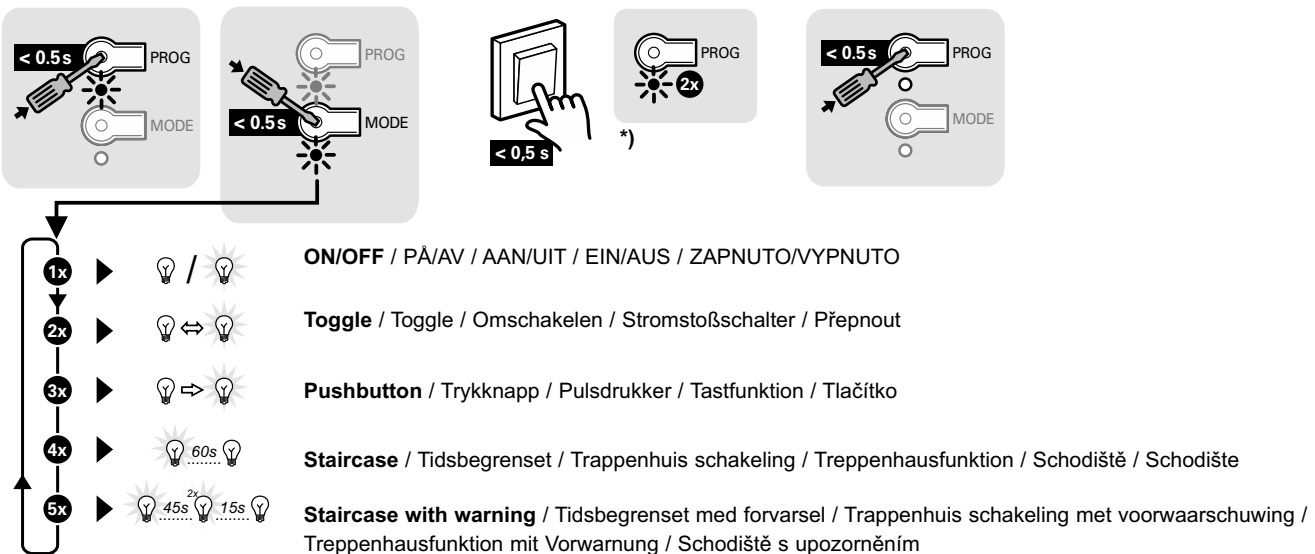 < 0.5 s PROG
MODE
PROG
< 0.5 s MODE
< 0,5 s
PROG
2x
*)
< 0.5 s PROG
MODE
1x / ON/OFF / PÅ/AV / AAN/UIT / EIN/AUS / ZAPNUTO/VYPNUTO
2x Toggle / Toggle / Omschakelen / Stromstoßschalter / Přepnout
3x Pushbutton / Trykknapp / Pulsdrukker / Tastfunktion / Tlačítko
4x 60s Staircase / Tidsbegrenset / Trappenhuis schakeling / Treppenhausfunktion / Schodiště / Schodište
5x 45s 2x 15s Staircase with warning / Tidsbegrenset med forvarsel / Trappenhuis schakeling met voorwaarschuwing /
Treppenhausfunktion mit Vorwarnung / Schodiště s upozorněním